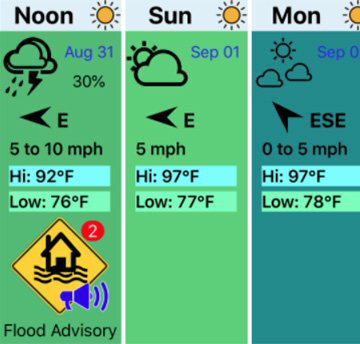 Noon
Aug 31
30%
E
5 to 10 mph
Hi: 92°F
Low: 76°F
2
Flood Advisory
Sun
Sep 01
E
5 mph
Hi: 97°F
Low: 77°F
Mon
Sep 0
ESE
0 to 5 mph
Hi: 97°F
Low: 78°F